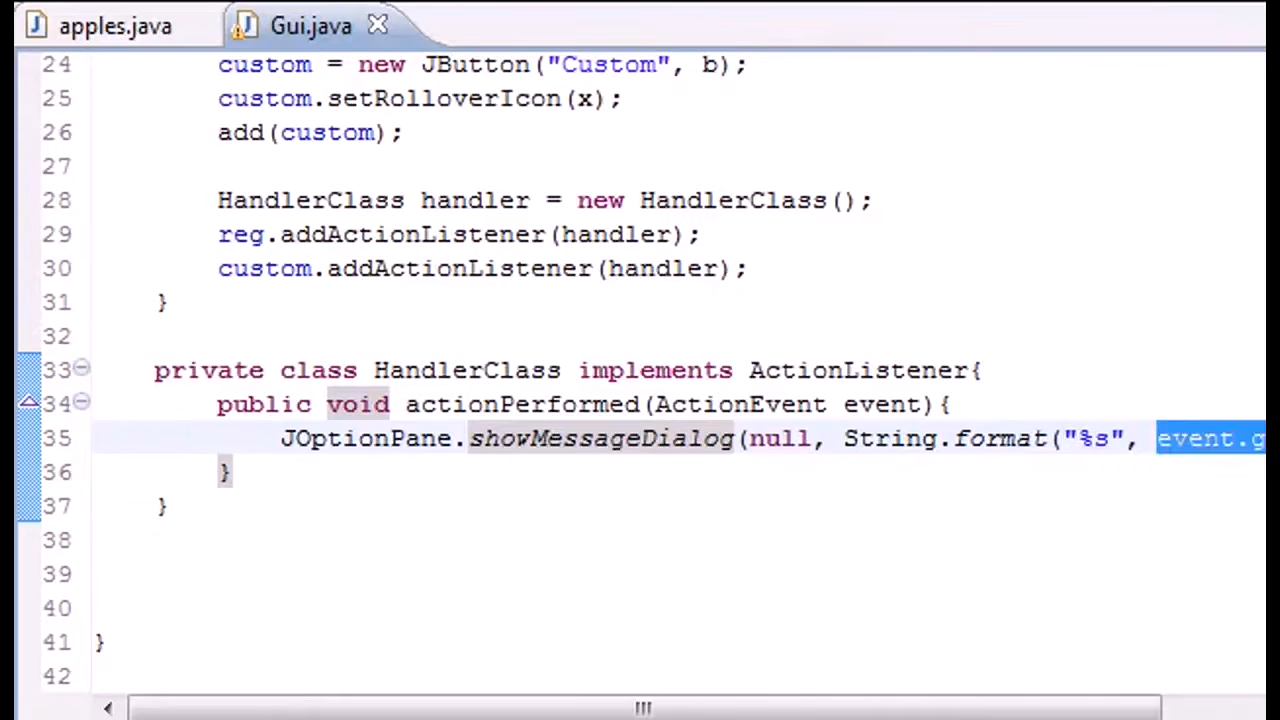 apples.java
Gui.java
24 custom = new JButton("Custom", b);
25 custom.setRolloverIcon(x);
26 add(custom);
27
28 HandlerClass handler = new HandlerClass();
29 reg.addActionListener(handler);
30 custom.addActionListener(handler);
31 }
32
33 private class HandlerClass implements ActionListener{
34 public void actionPerformed(ActionEvent event){
35 JOptionPane.showMessageDialog(null, String.format("%s", event.g
36 }
37 }
38
39
40
41 }
42